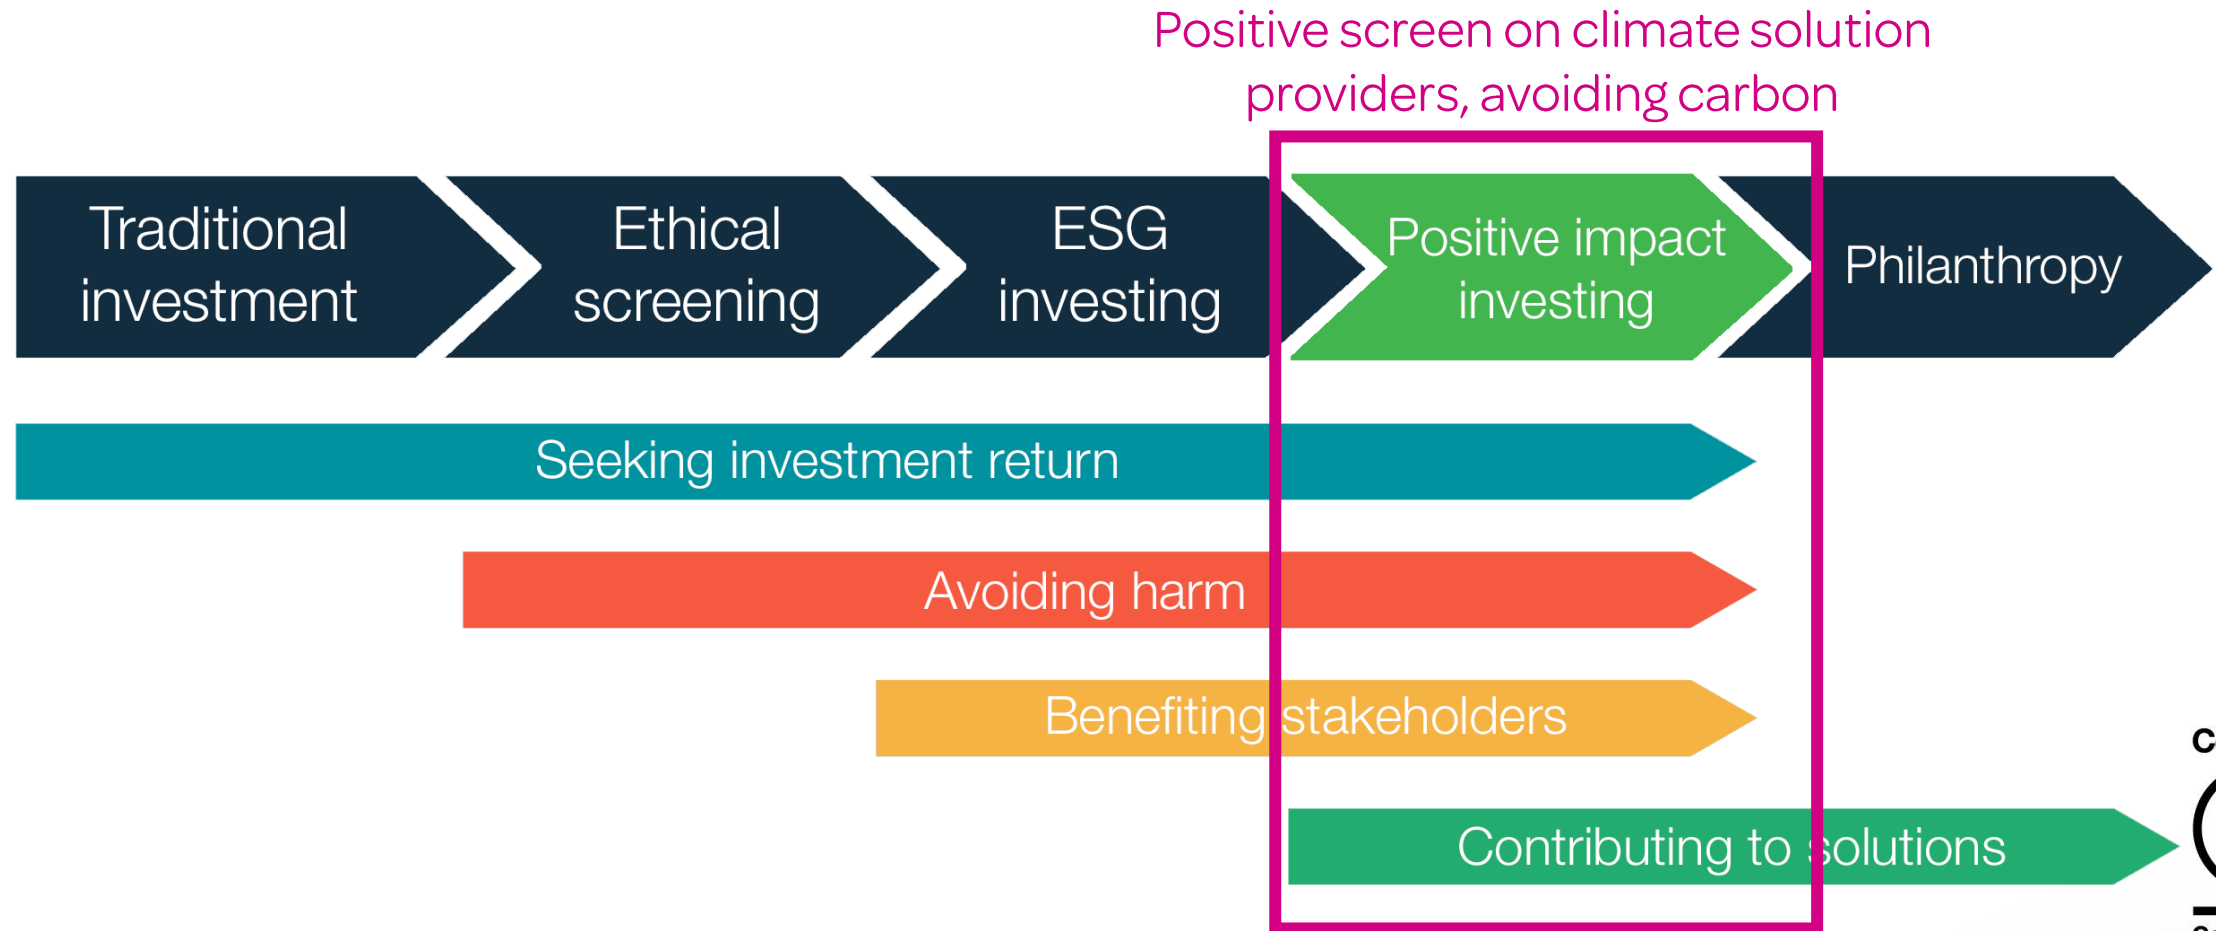 Positive screen on climate solution
providers, avoiding carbon
Traditional
investment
Ethical
screening
ESG
investing
Positive impact
investing
Philanthropy
Seeking investment return
Avoiding harm
Benefiting stakeholders
Contributing to solutions